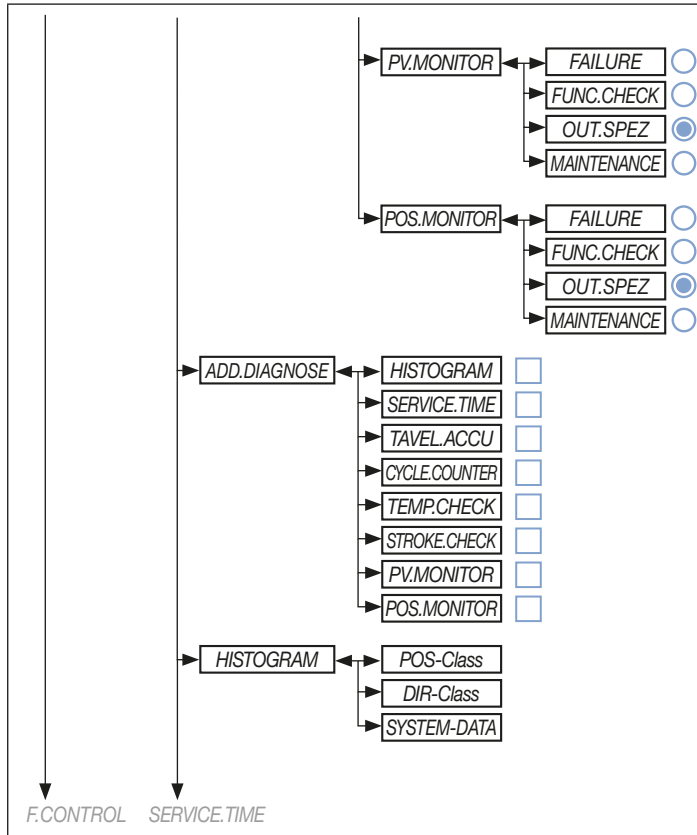 PV.MONITOR
FAILURE
FUNC.CHECK
OUT.SPEZ
MAINTENANCE
POS.MONITOR
FAILURE
FUNC.CHECK
OUT.SPEZ
MAINTENANCE
ADD.DIAGNOSE
HISTOGRAM
SERVICE.TIME
TAVEL.ACCU
CYCLE.COUNTER
TEMP.CHECK
STROKE.CHECK
PV.MONITOR
POS.MONITOR
HISTOGRAM
POS-Class
DIR-Class
SYSTEM-DATA
F.CONTROL
SERVICE.TIME